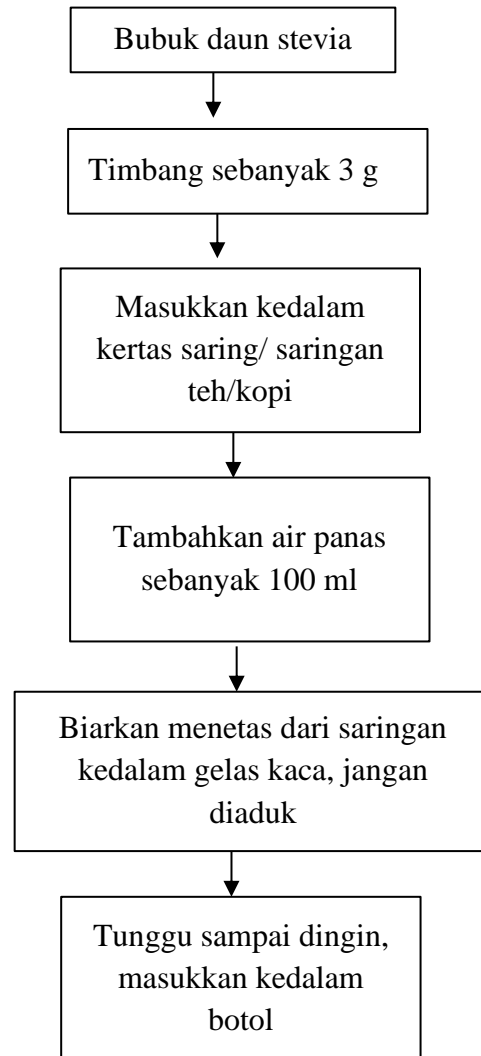 Bubuk daun stevia
Timbang sebanyak 3 g
Masukkan kedalam
kertas saring/ saringan
teh/kopi
Tambahkan air panas
sebanyak 100 ml
Biarkan menetas dari saringan
kedalam gelas kaca, jangan
diaduk
Tunggu sampai dingin,
masukkan kedalam
botol